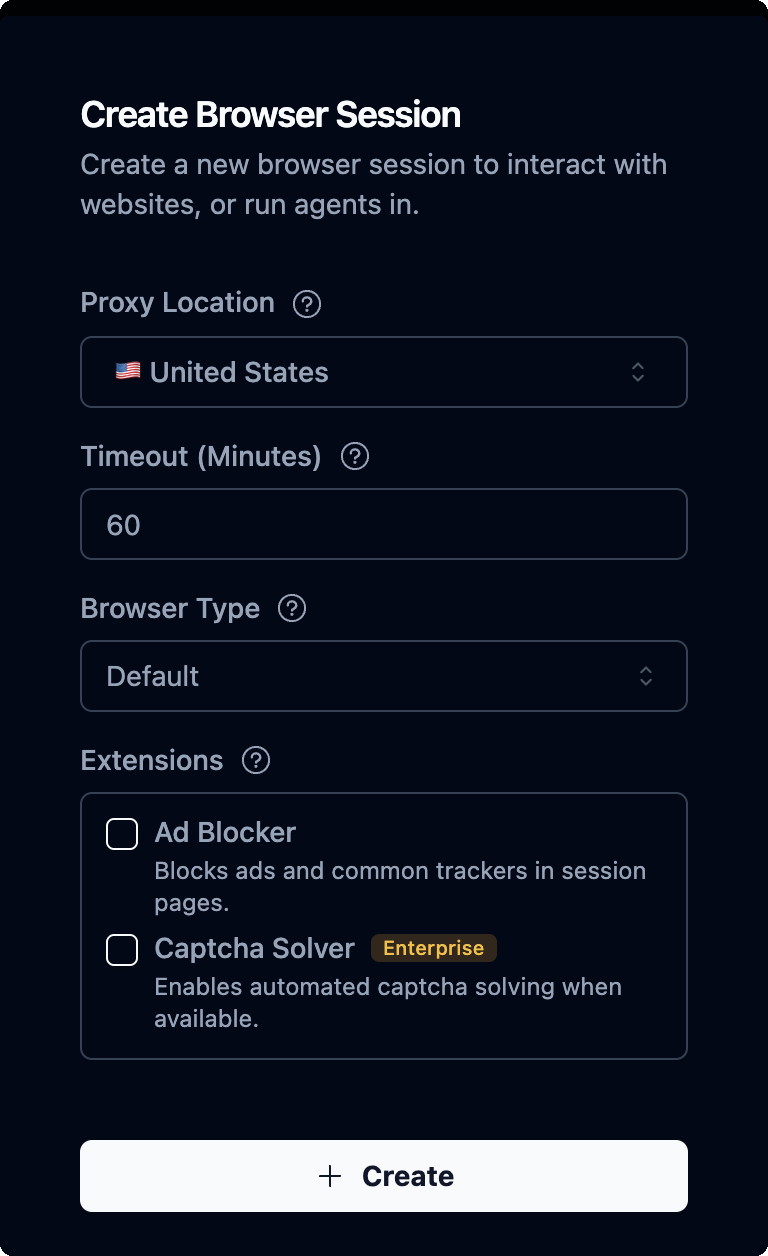 Create Browser Session
Create a new browser session to interact with
websites, or run agents in.
Proxy Location
United States
Timeout (Minutes)
60
Browser Type
Default
Extensions
Ad Blocker
Blocks ads and common trackers in session
pages.
Captcha Solver Enterprise
Enables automated captcha solving when
available.
Create